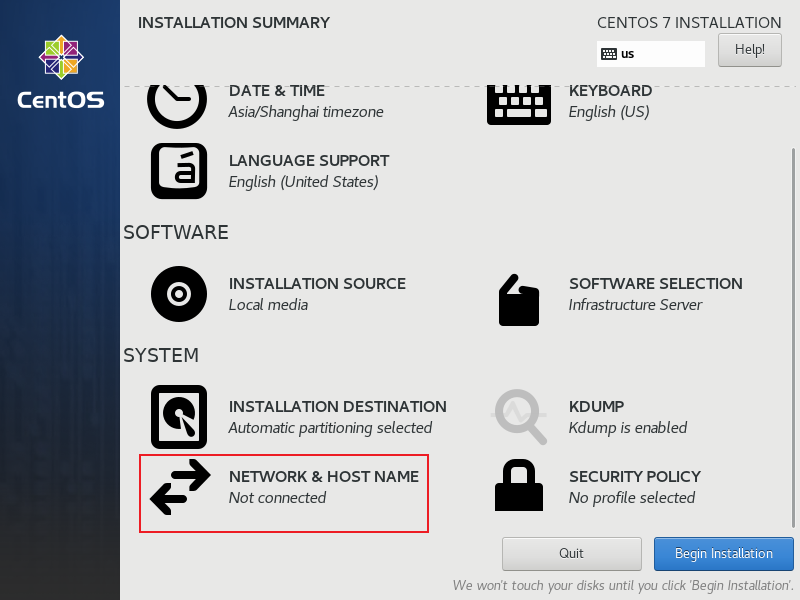 INSTALLATION SUMMARY
CENTOS 7 INSTALLATION
us
Help!
CentOS
DATE & TIME
Asia/Shanghai timezone
KEYBOARD
English (US)
á
LANGUAGE SUPPORT
English (United States)
SOFTWARE
INSTALLATION SOURCE
Local media
SOFTWARE SELECTION
Infrastructure Server
SYSTEM
INSTALLATION DESTINATION
Automatic partitioning selected
KDUMP
Kdump is enabled
NETWORK & HOST NAME
Not connected
SECURITY POLICY
No profile selected
Quit
Begin Installation
We won't touch your disks until you click 'Begin Installation'.